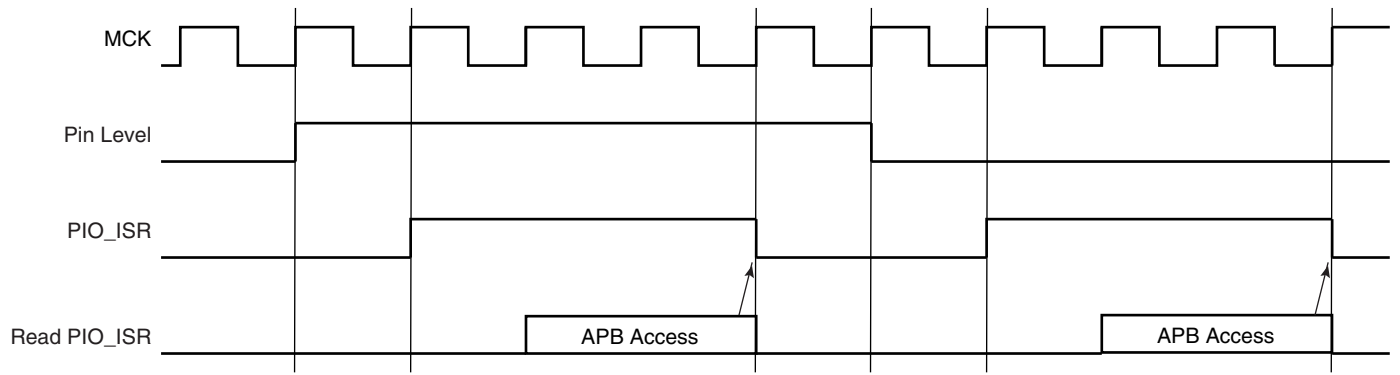 MCK
Pin Level
PIO_ISR
Read PIO_ISR
APB Access
APB Access